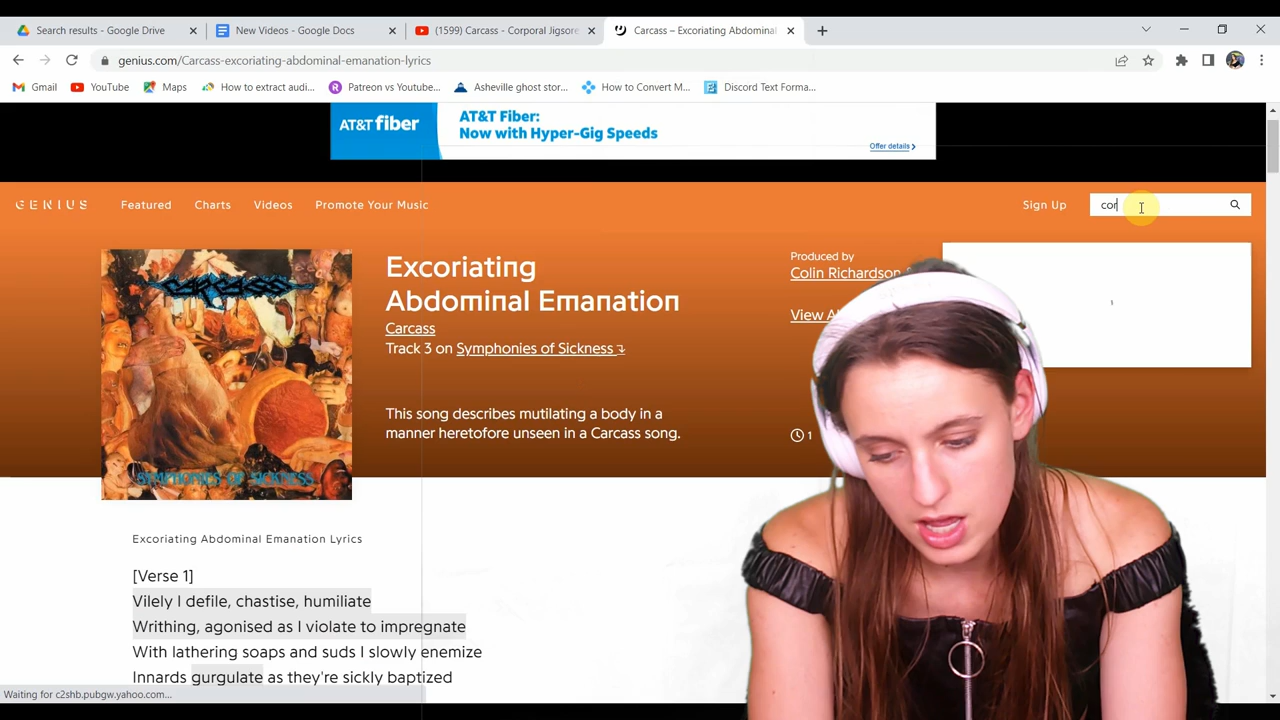 Search results - Google Drive
New Videos - Google Docs
(1599) Carcass - Corporal Jigsore
Carcass – Excoriating Abdominal
genius.com/Carcass-excoriating-abdominal-emanation-lyrics
Gmail
YouTube
Maps
How to extract audi...
Patreon vs Youtube...
Asheville ghost stor...
How to Convert M...
Discord Text Forma...
AT&T fiber
AT&T Fiber:
Now with Hyper-Gig Speeds
Offer details
GENIUS
Featured
Charts
Videos
Promote Your Music
Sign Up
cor
CARCASS
SYMPHONIES OF SICKNESS
Excoriating
Abdominal Emanation
Carcass
Track 3 on Symphonies of Sickness
This song describes mutilating a body in a
manner heretofore unseen in a Carcass song.
Produced by
Colin Richardson
View Al
1
Excoriating Abdominal Emanation Lyrics
[Verse 1]
Vilely I defile, chastise, humiliate
Writhing, agonised as I violate to impregnate
With lathering soaps and suds I slowly enemize
Innards gurgulate as they're sickly baptized
Waiting for c2shb.pubgw.yahoo.com...